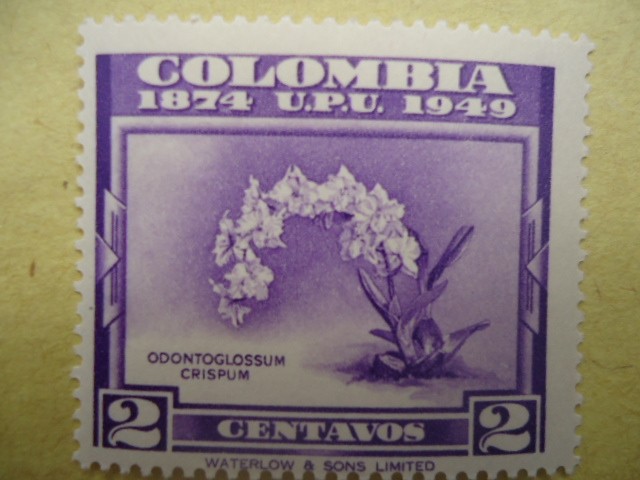 COLOMBIA
1874 U.P.U. 1949
ODONTOGLOSSUM
CRISPUM
2 CENTAVOS 2
WATERLOW & SONS LIMITED